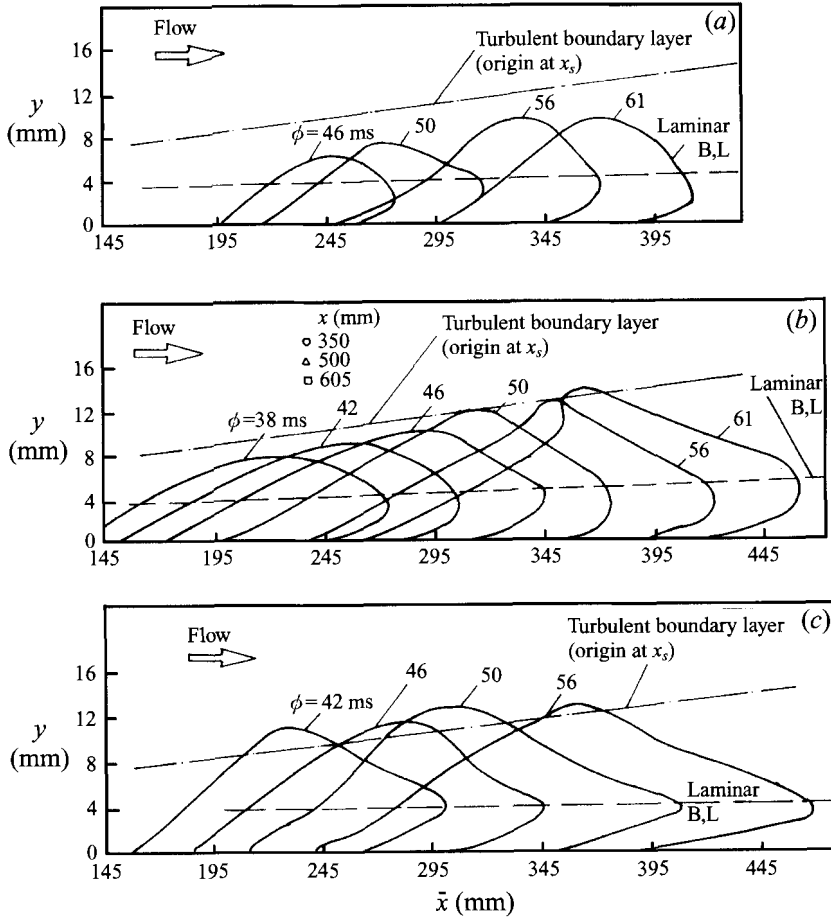 (a)
Flow
Turbulent boundary layer
(origin at x_s)
16
12
8
4
0
y
(mm)
ϕ= 46 ms
50
56
61
Laminar
B,L
145
195
245
295
345
395
(b)
Flow
x (mm)
○ 350
△ 500
□ 605
Turbulent boundary layer
(origin at x_s)
16
12
8
4
0
y
(mm)
ϕ=38 ms
42
46
50
56
61
Laminar
B,L
145
195
245
295
345
395
445
(c)
Flow
Turbulent boundary layer
(origin at x_s)
16
12
8
4
0
y
(mm)
ϕ= 42 ms
46
50
56
Laminar
B,L
145
195
245
295
345
395
445
x̄ (mm)